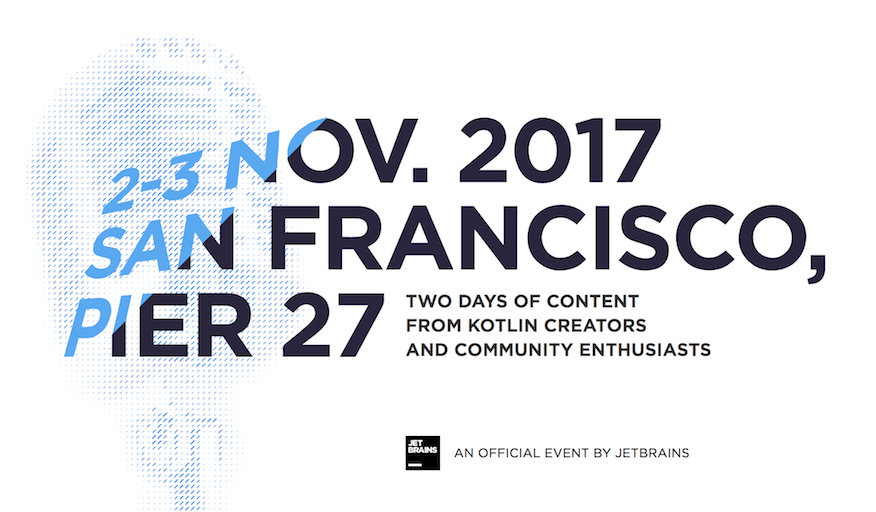 2-3 NOV. 2017
SAN FRANCISCO,
PIER 27
TWO DAYS OF CONTENT
FROM KOTLIN CREATORS
AND COMMUNITY ENTHUSIASTS
JET
BRAINS
AN OFFICIAL EVENT BY JETBRAINS